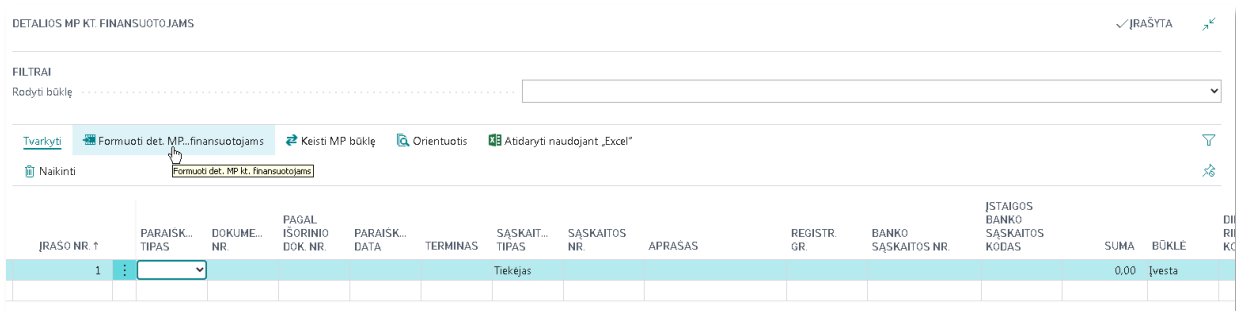 DETALIOS MP KT. FINANSUOTOJAMS
ĮRAŠYTA
FILTRAI
Rodyti būklę
Tvarkyti Formuoti det. MP...finansuotojams Keisti MP būklę Orientuotis Atidaryti naudojant „Excel“
Naikinti
Formuoti det. MP kt. finansuotojams
ĮRAŠO NR. ↑ PARAIŠK... TIPAS DOKUME... NR. PAGAL IŠORINIO DOK. NR. PARAIŠK... DATA TERMINAS SĄSKAIT... TIPAS SĄSKAITOS NR. APRAŠAS REGISTR. GR. BANKO SĄSKAITOS NR. ĮSTAIGOS BANKO SĄSKAITOS KODAS SUMA BŪKLĖ
1 Tiekėjas 0,00 Įvesta